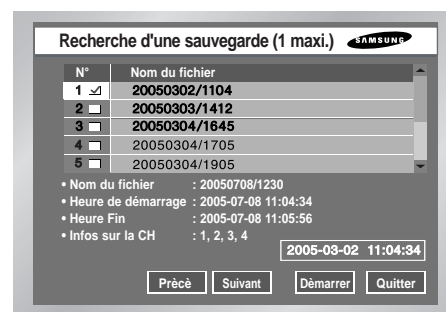 Recherche d'une sauvegarde (1 maxi.) SAMSUNG
N° Nom du fichier
1 20050302/1104
2 20050303/1412
3 20050304/1645
4 20050304/1705
5 20050304/1905
• Nom du fichier : 20050708/1230
• Heure de démarrage : 2005-07-08 11:04:34
• Heure Fin : 2005-07-08 11:05:56
• Infos sur la CH : 1, 2, 3, 4
2005-03-02 11:04:34
Précè Suivant Dèmarrer Quitter